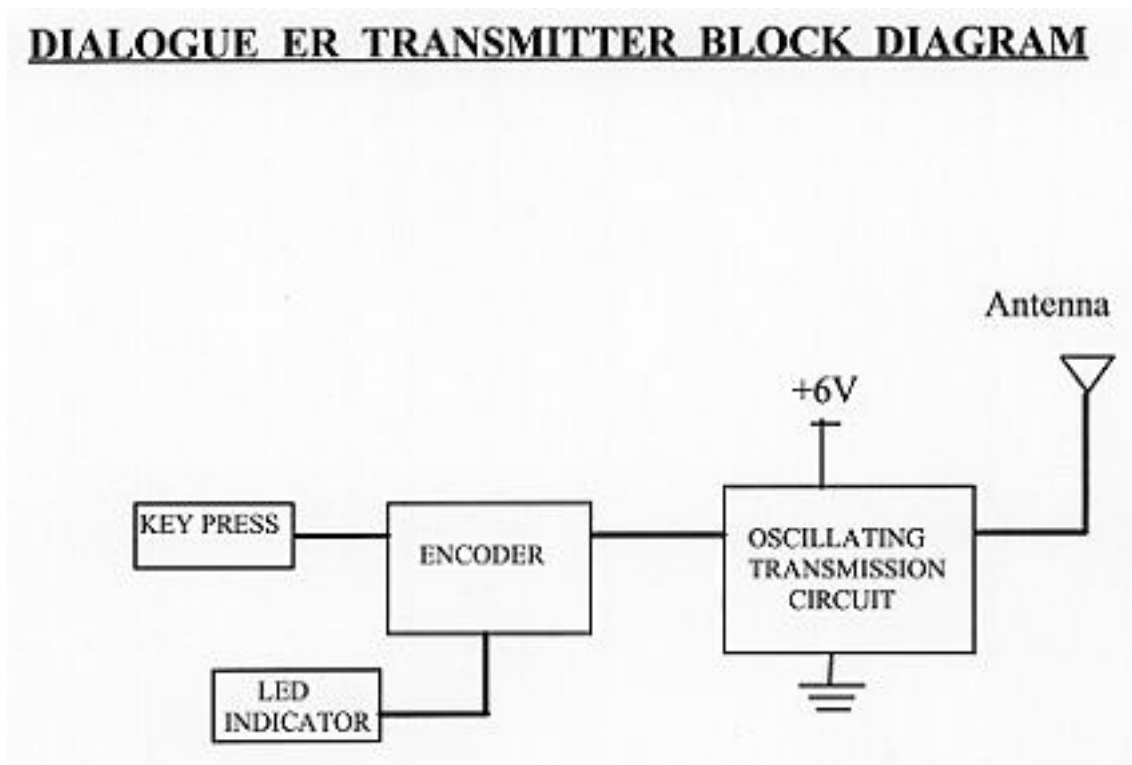 DIALOGUE ER TRANSMITTER BLOCK DIAGRAM
Antenna
+6V
KEY PRESS
ENCODER
OSCILLATING
TRANSMISSION
CIRCUIT
LED
INDICATOR